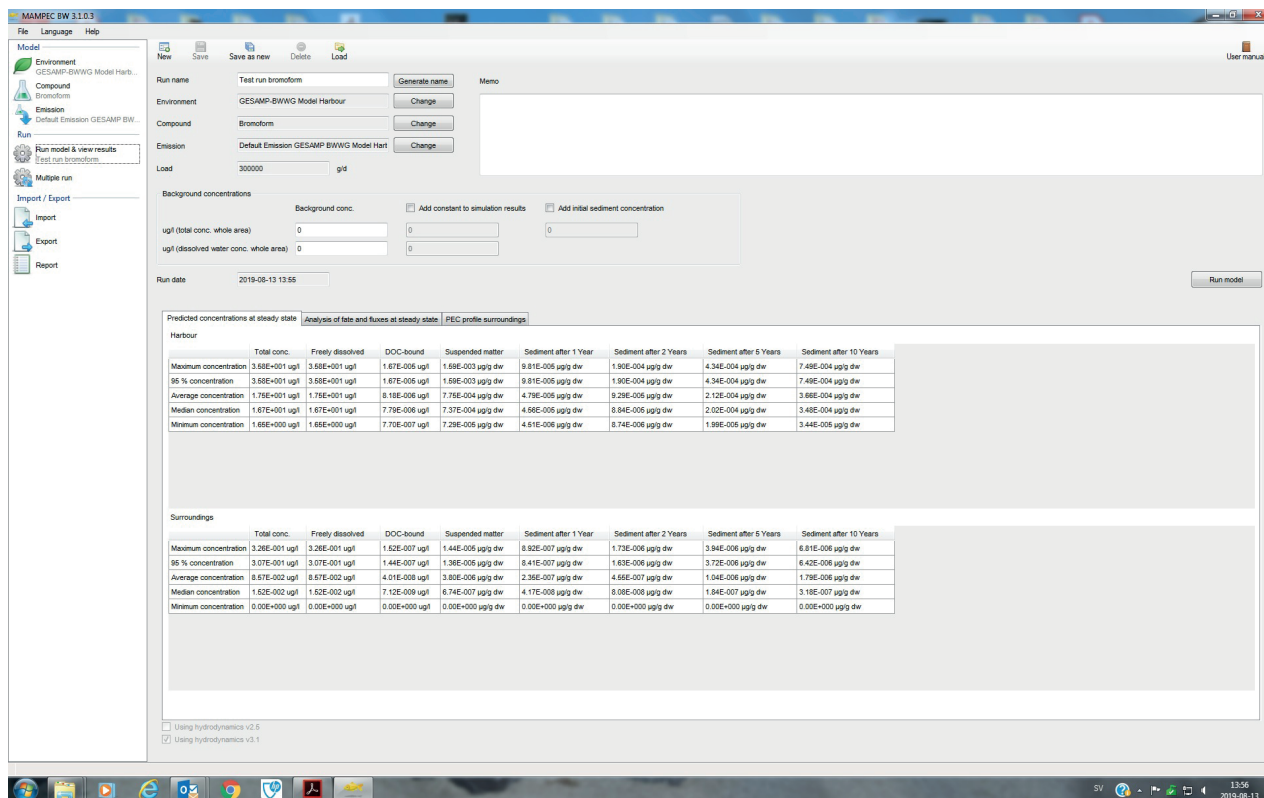 MAMPEC BW 3.1.0.3
File Language Help
Model
Environment
GESAMP-BWWG Model Harb...
Compound
Bromoform
Emission
Default Emission GESAMP BW...
Run
Run model & view results
Test run bromoform
Multiple run
Import / Export
Import
Export
Report
New Save Save as new Delete Load
User manua
Run name Test run bromoform Generate name Memo
Environment GESAMP-BWWG Model Harbour Change
Compound Bromoform Change
Emission Default Emission GESAMP BWWG Model Hart Change
Load 300000 g/d
Background concentrations
Background conc. Add constant to simulation results Add initial sediment concentration
ug/l (total conc. whole area) 0 0 0
ug/l (dissolved water conc. whole area) 0 0
Run date 2019-08-13 13:55 Run model
Predicted concentrations at steady state Analysis of fate and fluxes at steady state PEC profile surroundings
Harbour
Total conc. Freely dissolved DOC-bound Suspended matter Sediment after 1 Year Sediment after 2 Years Sediment after 5 Years Sediment after 10 Years
Maximum concentration 3.58E+001 ug/l 3.58E+001 ug/l 1.67E-005 ug/l 1.59E-003 µg/g dw 9.81E-005 µg/g dw 1.90E-004 µg/g dw 4.34E-004 µg/g dw 7.49E-004 µg/g dw
95 % concentration 3.58E+001 ug/l 3.58E+001 ug/l 1.67E-005 ug/l 1.59E-003 µg/g dw 9.81E-005 µg/g dw 1.90E-004 µg/g dw 4.34E-004 µg/g dw 7.49E-004 µg/g dw
Average concentration 1.75E+001 ug/l 1.75E+001 ug/l 8.18E-006 ug/l 7.75E-004 µg/g dw 4.79E-005 µg/g dw 9.29E-005 µg/g dw 2.12E-004 µg/g dw 3.66E-004 µg/g dw
Median concentration 1.67E+001 ug/l 1.67E+001 ug/l 7.79E-006 ug/l 7.37E-004 µg/g dw 4.56E-005 µg/g dw 8.84E-005 µg/g dw 2.02E-004 µg/g dw 3.48E-004 µg/g dw
Minimum concentration 1.65E+000 ug/l 1.65E+000 ug/l 7.70E-007 ug/l 7.29E-005 µg/g dw 4.51E-006 µg/g dw 8.74E-006 µg/g dw 1.99E-005 µg/g dw 3.44E-005 µg/g dw
Surroundings
Total conc. Freely dissolved DOC-bound Suspended matter Sediment after 1 Year Sediment after 2 Years Sediment after 5 Years Sediment after 10 Years
Maximum concentration 3.26E-001 ug/l 3.26E-001 ug/l 1.52E-007 ug/l 1.44E-005 µg/g dw 8.92E-007 µg/g dw 1.73E-006 µg/g dw 3.94E-006 µg/g dw 6.81E-006 µg/g dw
95 % concentration 3.07E-001 ug/l 3.07E-001 ug/l 1.44E-007 ug/l 1.36E-005 µg/g dw 8.41E-007 µg/g dw 1.63E-006 µg/g dw 3.72E-006 µg/g dw 6.42E-006 µg/g dw
Average concentration 8.57E-002 ug/l 8.57E-002 ug/l 4.01E-008 ug/l 3.80E-006 µg/g dw 2.35E-007 µg/g dw 4.55E-007 µg/g dw 1.04E-006 µg/g dw 1.79E-006 µg/g dw
Median concentration 1.52E-002 ug/l 1.52E-002 ug/l 7.12E-009 ug/l 6.74E-007 µg/g dw 4.17E-008 µg/g dw 8.08E-008 µg/g dw 1.84E-007 µg/g dw 3.18E-007 µg/g dw
Minimum concentration 0.00E+000 ug/l 0.00E+000 ug/l 0.00E+000 ug/l 0.00E+000 µg/g dw 0.00E+000 µg/g dw 0.00E+000 µg/g dw 0.00E+000 µg/g dw 0.00E+000 µg/g dw
Using hydrodynamics v2.5
Using hydrodynamics v3.1
SV 13:56
2019-08-13